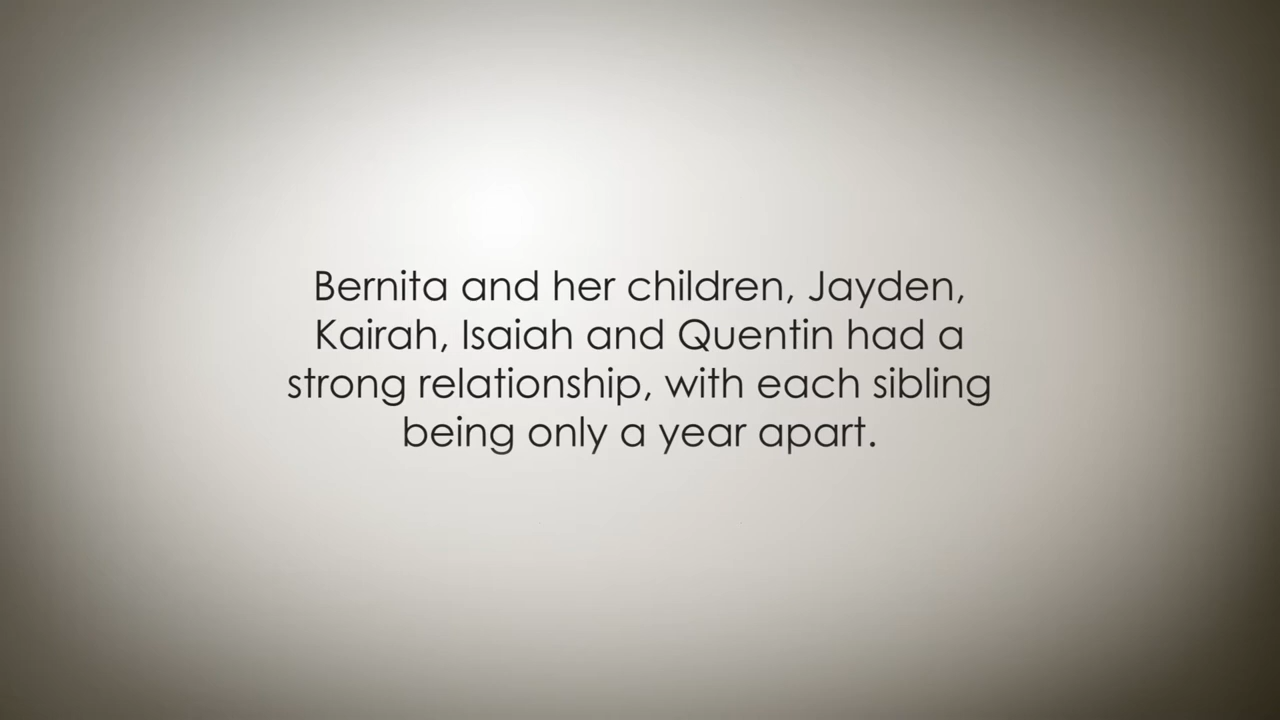 Bernita and her children, Jayden,
Kairah, Isaiah and Quentin had a
strong relationship, with each sibling
being only a year apart.